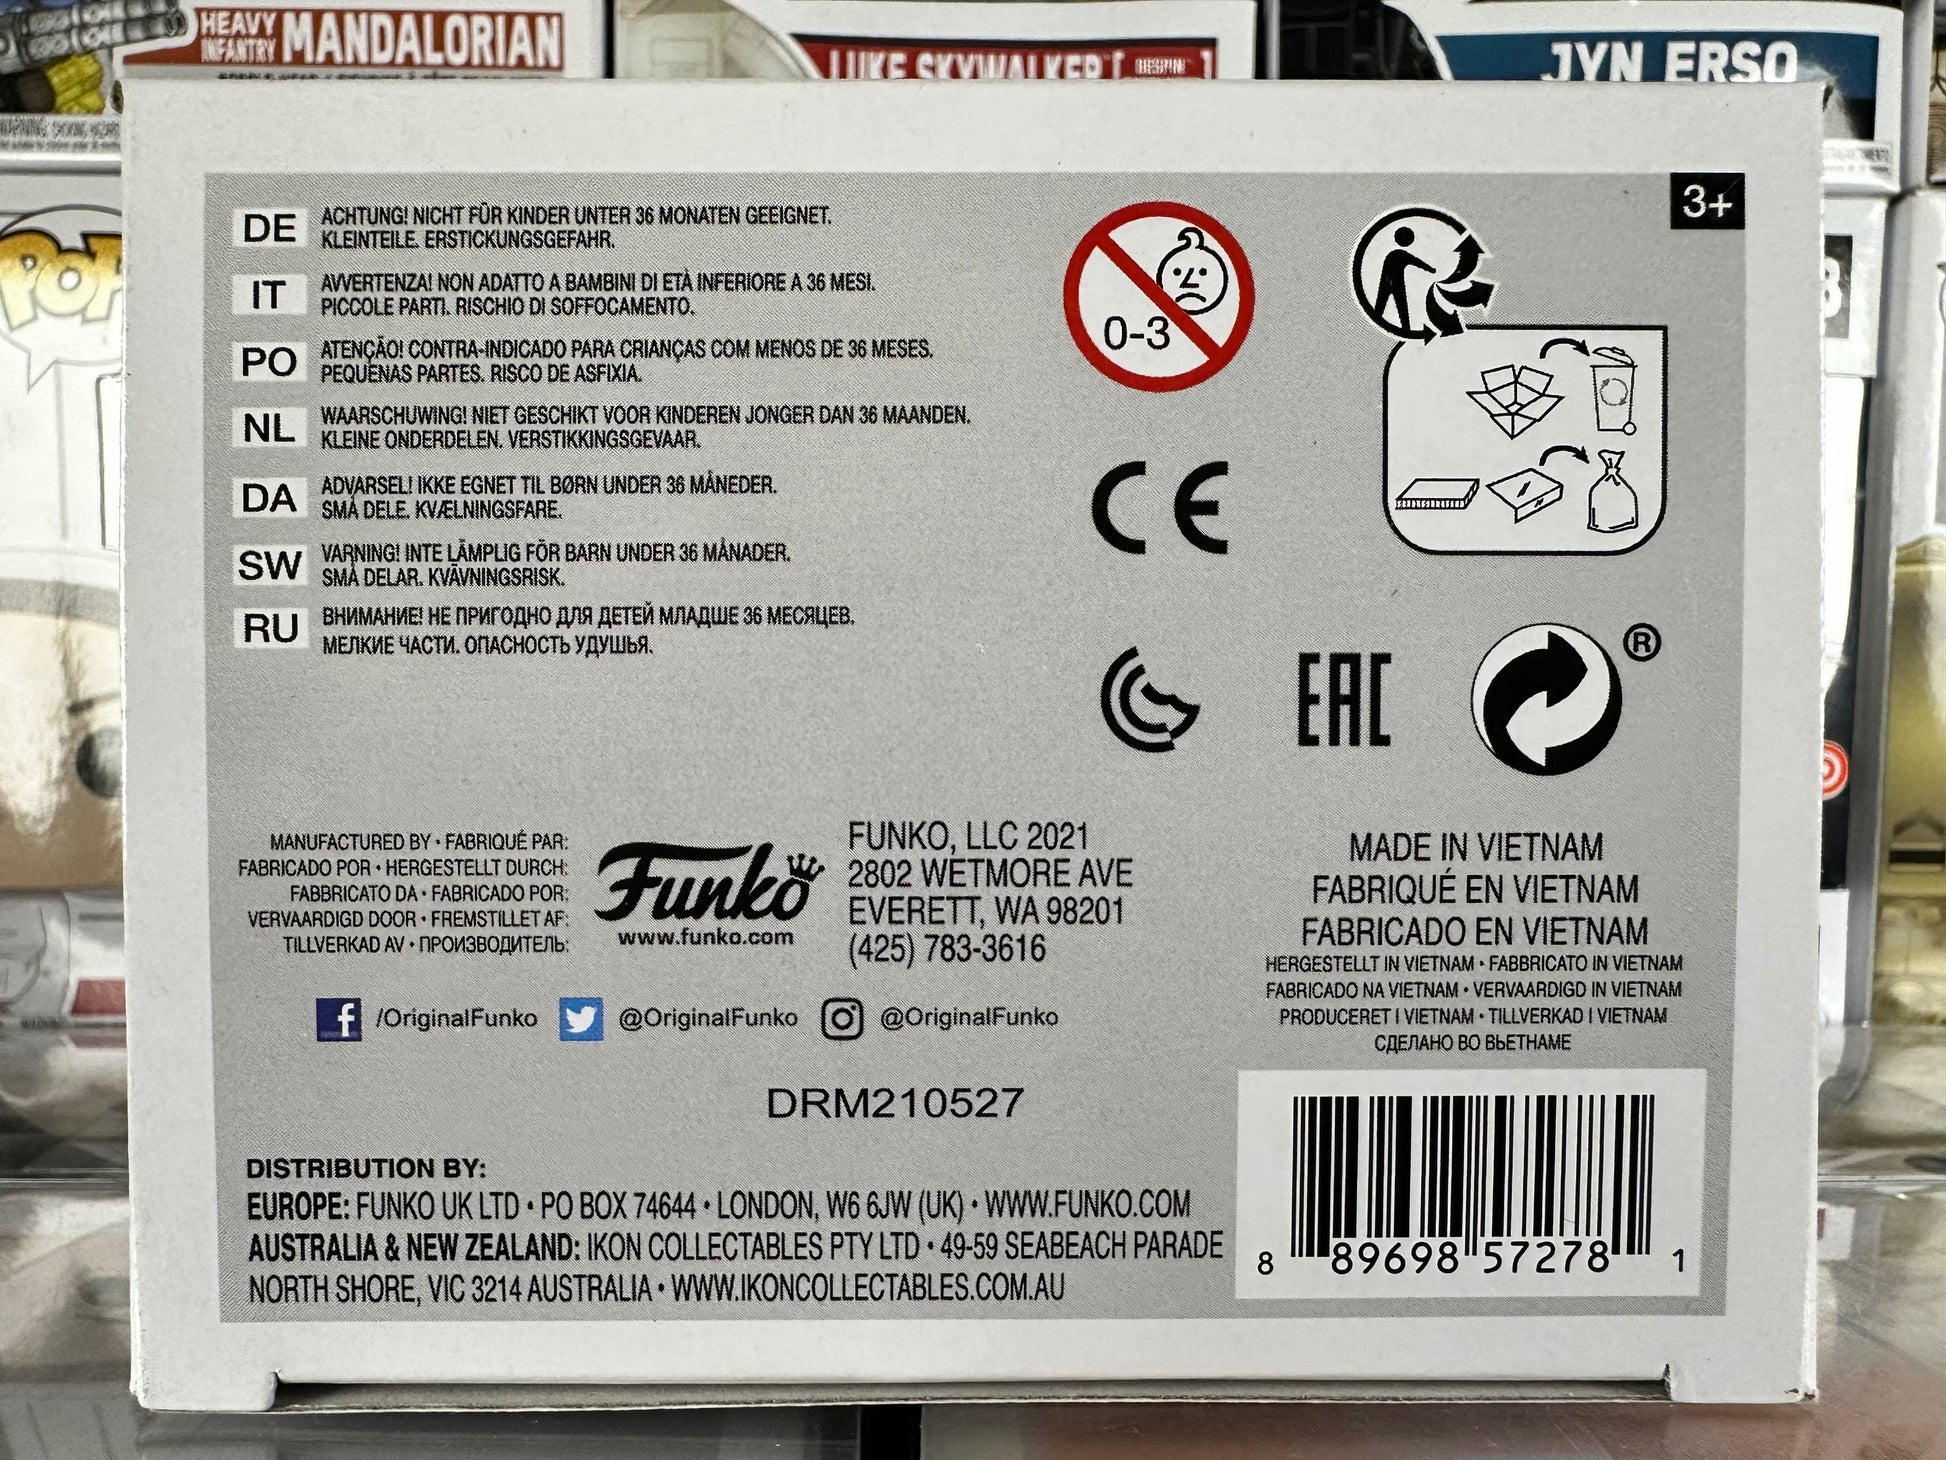 HEAVY
INFANTRY MANDALORIAN
LUKE SKYWALKER
JYN ERSO
POP
3+
DE ACHTUNG! NICHT FÜR KINDER UNTER 36 MONATEN GEEIGNET.
KLEINTEILE. ERSTICKUNGSGEFAHR.
IT AVVERTENZA! NON ADATTO A BAMBINI DI ETÀ INFERIORE A 36 MESI.
PICCOLE PARTI. RISCHIO DI SOFFOCAMENTO.
PO ATENÇÃO! CONTRA-INDICADO PARA CRIANÇAS COM MENOS DE 36 MESES.
PEQUENAS PARTES. RISCO DE ASFIXIA.
NL WAARSCHUWING! NIET GESCHIKT VOOR KINDEREN JONGER DAN 36 MAANDEN.
KLEINE ONDERDELEN. VERSTIKKINGSGEVAAR.
DA ADVARSEL! IKKE EGNET TIL BØRN UNDER 36 MÅNEDER.
SMÅ DELE. KVÆLNINGSFARE.
SW VARNING! INTE LÄMPLIG FÖR BARN UNDER 36 MÅNADER.
SMÅ DELAR. KVÄVNINGSRISK.
RU ВНИМАНИЕ! НЕ ПРИГОДНО ДЛЯ ДЕТЕЙ МЛАДШЕ 36 МЕСЯЦЕВ.
МЕЛКИЕ ЧАСТИ. ОПАСНОСТЬ УДУШЬЯ.
0-3
CE
EAC
®
MANUFACTURED BY • FABRIQUÉ PAR:
FABRICADO POR • HERGESTELLT DURCH:
FABBRICATO DA • FABRICADO POR:
VERVAARDIGD DOOR • FREMSTILLET AF:
TILLVERKAD AV • ПРОИЗВОДИТЕЛЬ:
Funko
www.funko.com
FUNKO, LLC 2021
2802 WETMORE AVE
EVERETT, WA 98201
(425) 783-3616
MADE IN VIETNAM
FABRIQUÉ EN VIETNAM
FABRICADO EN VIETNAM
HERGESTELLT IN VIETNAM • FABBRICATO IN VIETNAM
FABRICADO NA VIETNAM • VERVAARDIGD IN VIETNAM
PRODUCERET I VIETNAM • TILLVERKAD I VIETNAM
СДЕЛАНО ВО ВЬЕТНАМЕ
f /OriginalFunko @OriginalFunko @OriginalFunko
DRM210527
DISTRIBUTION BY:
EUROPE: FUNKO UK LTD • PO BOX 74644 • LONDON, W6 6JW (UK) • WWW.FUNKO.COM
AUSTRALIA & NEW ZEALAND: IKON COLLECTABLES PTY LTD • 49-59 SEABEACH PARADE
NORTH SHORE, VIC 3214 AUSTRALIA • WWW.IKONCOLLECTABLES.COM.AU
8 89698 57278 1